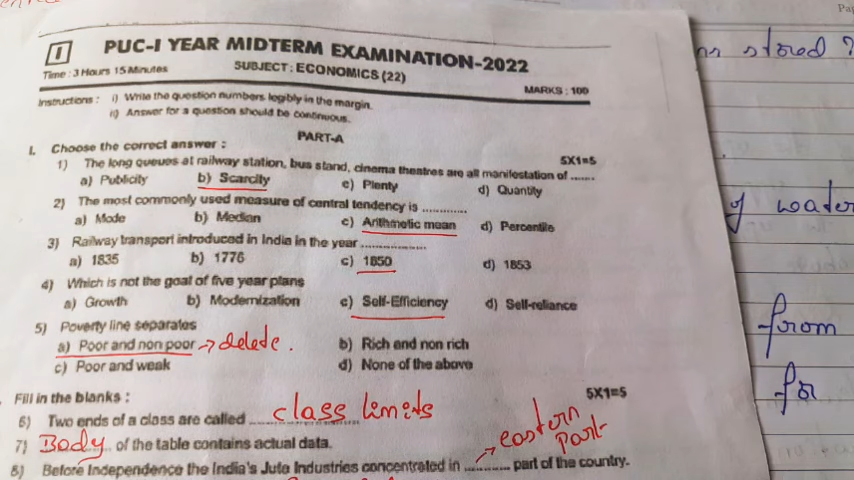 I PUC-I YEAR MIDTERM EXAMINATION-2022
Time : 3 Hours 15 Minutes SUBJECT : ECONOMICS (22) MARKS : 100
Instructions : i) Write the question numbers legibly in the margin.
ii) Answer for a question should be continuous.
PART-A
I. Choose the correct answer : 5X1=5
1) The long queues at railway station, bus stand, cinema theatres are all manifestation of .......
a) Publicity b) Scarcity c) Plenty d) Quantity
2) The most commonly used measure of central tendency is .............
a) Mode b) Median c) Arithmetic mean d) Percentile
3) Railway transport introduced in India in the year ...................
a) 1835 b) 1776 c) 1850 d) 1853
4) Which is not the goal of five year plans
a) Growth b) Modernization c) Self-Efficiency d) Self-reliance
5) Poverty line separates
a) Poor and non poor → delete. b) Rich and non rich
c) Poor and weak d) None of the above
Fill in the blanks : 5X1=5
6) Two ends of a class are called class limits
7) Body of the table contains actual data.
→ eastern part
8) Before Independence the India's Jute Industries concentrated in ............ part of the country.
stored ?
of water
from
for